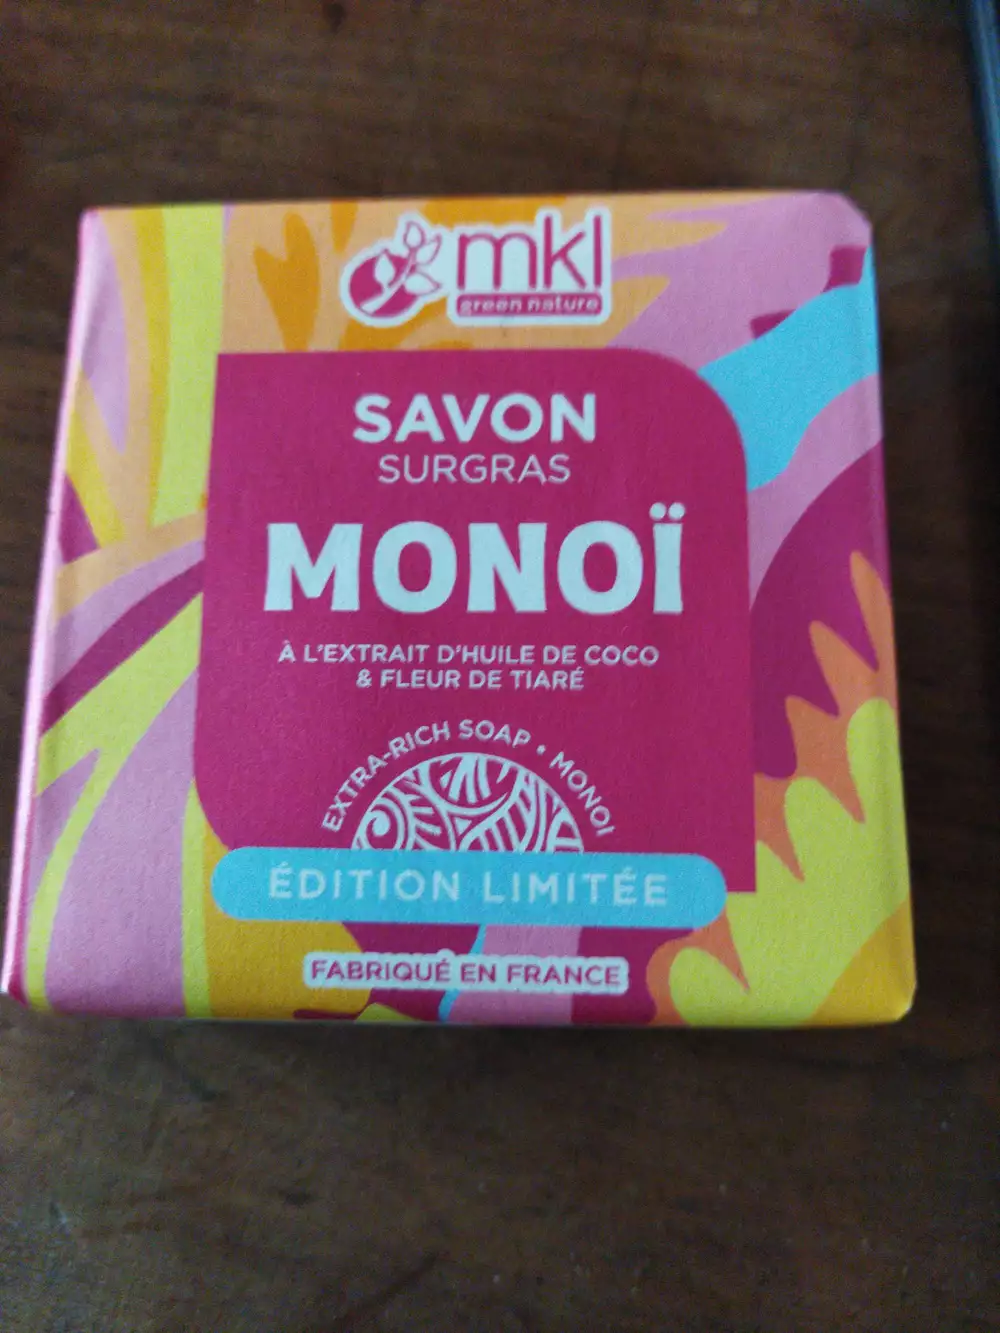 mkl
green nature
SAVON
SURGRAS
MONOÏ
À L'EXTRAIT D'HUILE DE COCO
& FLEUR DE TIARÉ
EXTRA-RICH SOAP • MONOI
ÉDITION LIMITÉE
FABRIQUÉ EN FRANCE